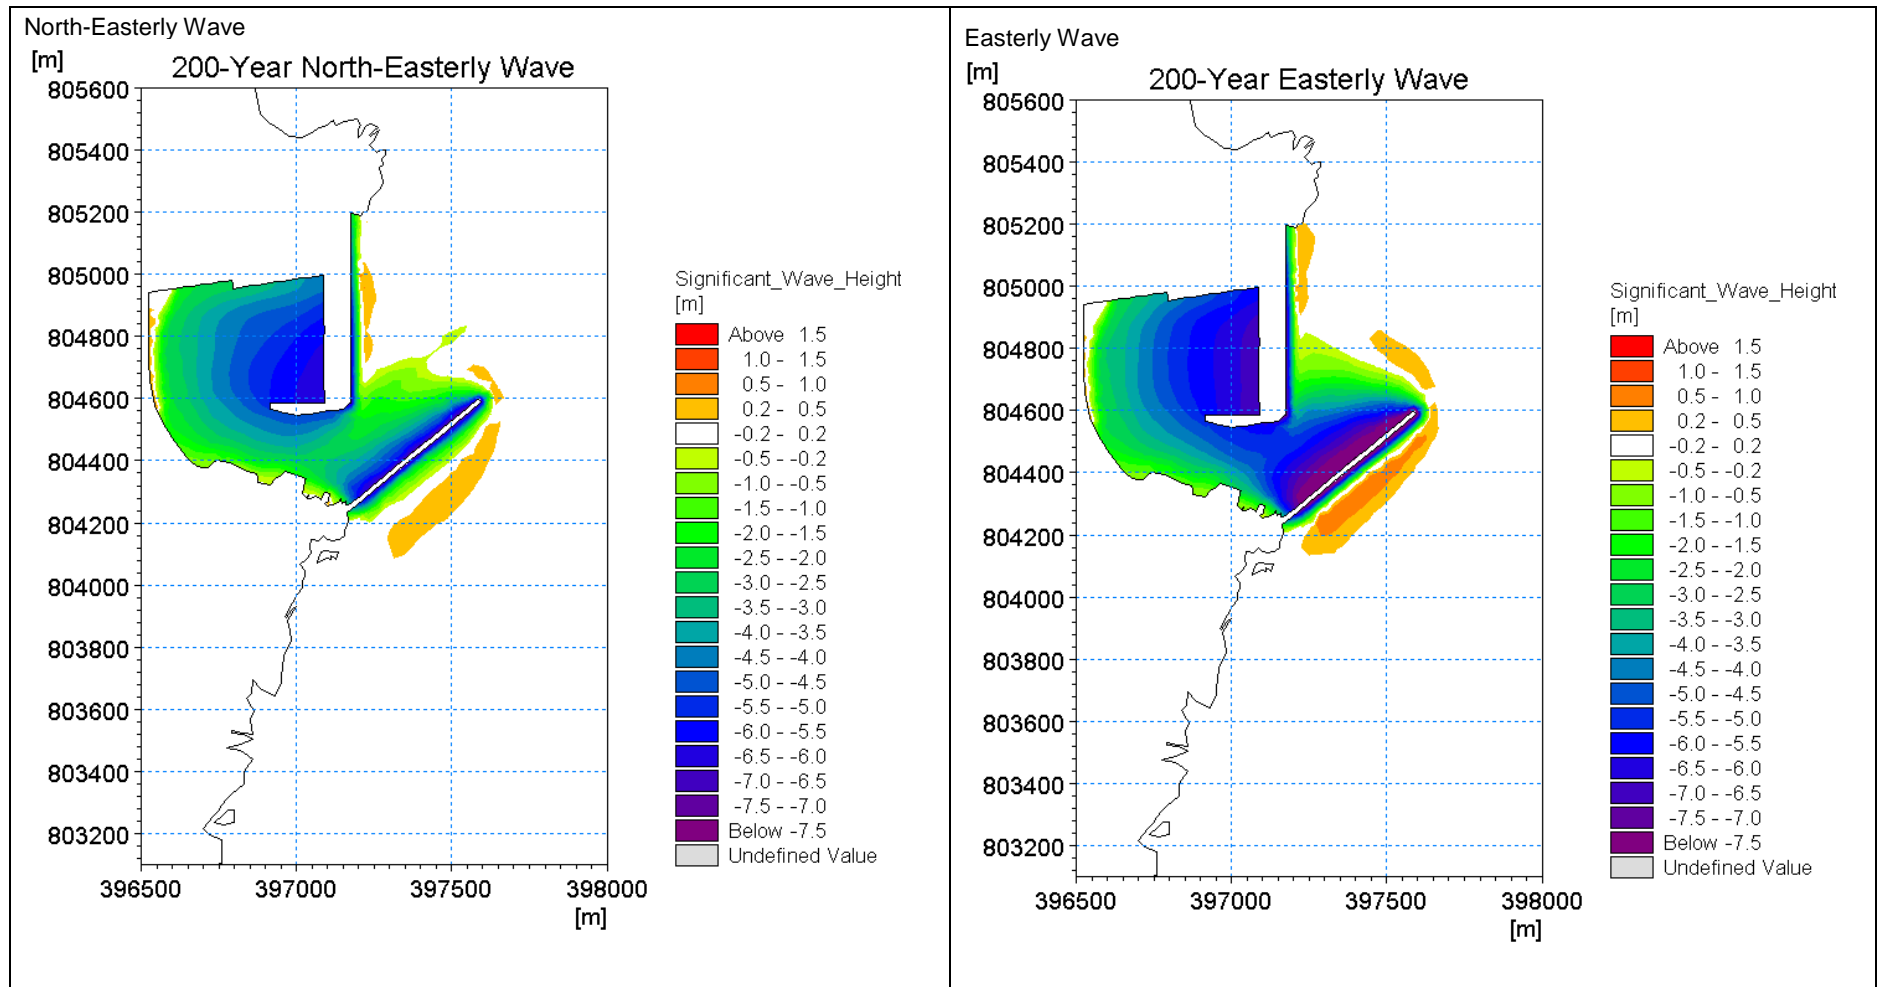 North-Easterly Wave
[m]
200-Year North-Easterly Wave
805600
805400
805200
805000
804800
804600
804400
804200
804000
803800
803600
803400
803200
396500 397000 397500 398000
[m]
Significant_Wave_Height
[m]
Above 1.5
1.0 - 1.5
0.5 - 1.0
0.2 - 0.5
-0.2 - 0.2
-0.5 - -0.2
-1.0 - -0.5
-1.5 - -1.0
-2.0 - -1.5
-2.5 - -2.0
-3.0 - -2.5
-3.5 - -3.0
-4.0 - -3.5
-4.5 - -4.0
-5.0 - -4.5
-5.5 - -5.0
-6.0 - -5.5
-6.5 - -6.0
-7.0 - -6.5
-7.5 - -7.0
Below -7.5
Undefined Value
Easterly Wave
[m]
200-Year Easterly Wave
805600
805400
805200
805000
804800
804600
804400
804200
804000
803800
803600
803400
803200
396500 397000 397500 398000
[m]
Significant_Wave_Height
[m]
Above 1.5
1.0 - 1.5
0.5 - 1.0
0.2 - 0.5
-0.2 - 0.2
-0.5 - -0.2
-1.0 - -0.5
-1.5 - -1.0
-2.0 - -1.5
-2.5 - -2.0
-3.0 - -2.5
-3.5 - -3.0
-4.0 - -3.5
-4.5 - -4.0
-5.0 - -4.5
-5.5 - -5.0
-6.0 - -5.5
-6.5 - -6.0
-7.0 - -6.5
-7.5 - -7.0
Below -7.5
Undefined Value